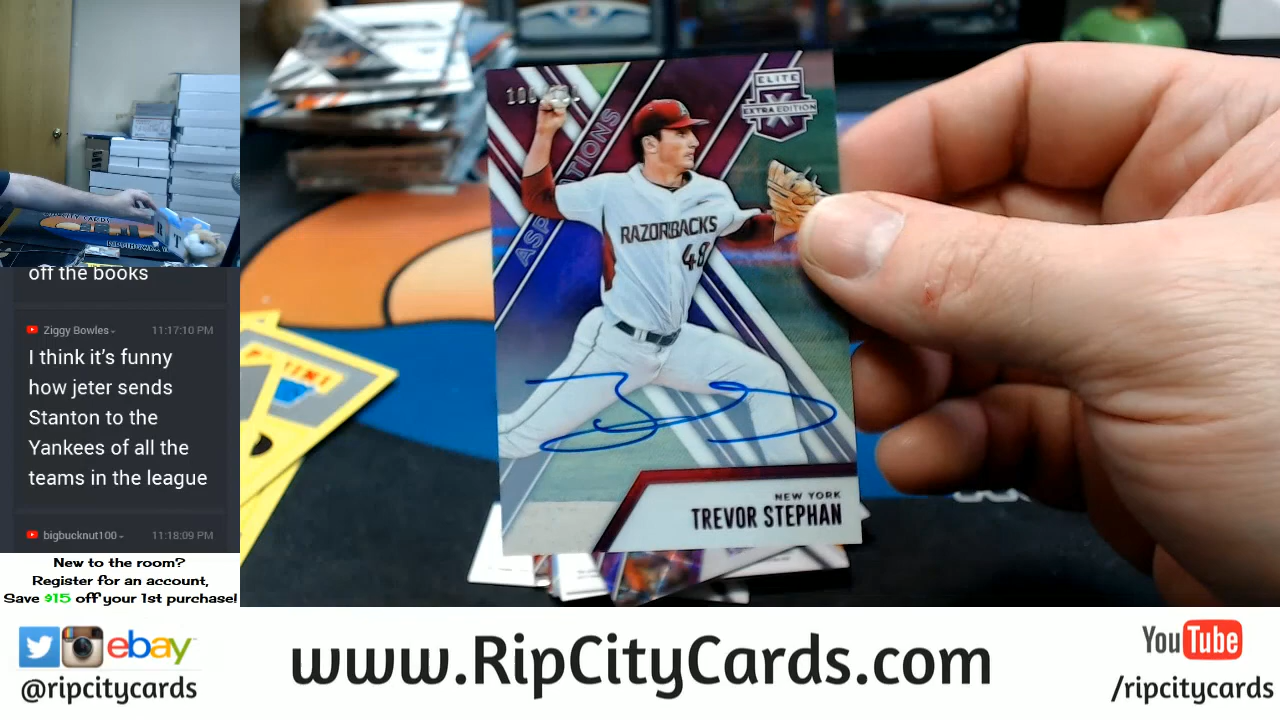 off the books
Ziggy Bowles
11:17:10 PM
I think it's funny
how jeter sends
Stanton to the
Yankees of all the
teams in the league
bigbucknut100
11:18:09 PM
New to the room?
Register for an account,
Save $15 off your 1st purchase!
ELITE
X
EXTRA EDITION
ASPIRATIONS
RAZORBACKS
48
NEW YORK
TREVOR STEPHAN
PANINI
ebay
@ripcitycards
www.RipCityCards.com
YouTube
/ripcitycards